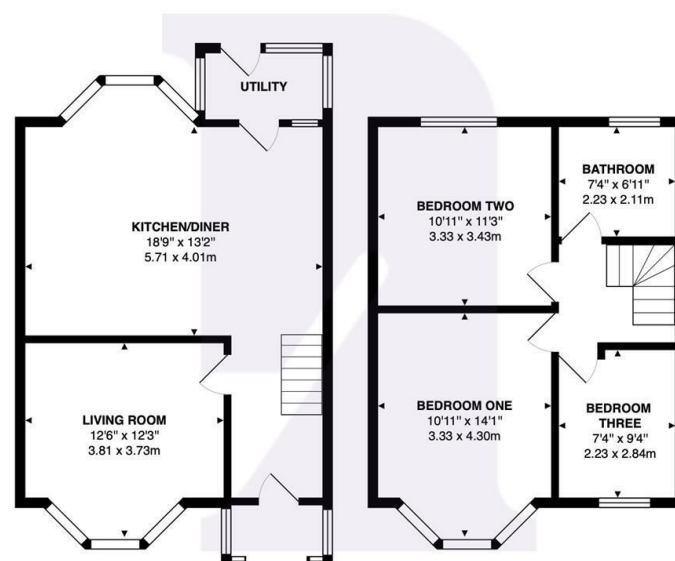 UTILITY
KITCHEN/DINER
18'9" x 13'2"
5.71 x 4.01m
LIVING ROOM
12'6" x 12'3"
3.81 x 3.73m
BEDROOM TWO
10'11" x 11'3"
3.33 x 3.43m
BATHROOM
7'4" x 6'11"
2.23 x 2.11m
BEDROOM ONE
10'11" x 14'1"
3.33 x 4.30m
BEDROOM
THREE
7'4" x 9'4"
2.23 x 2.84m